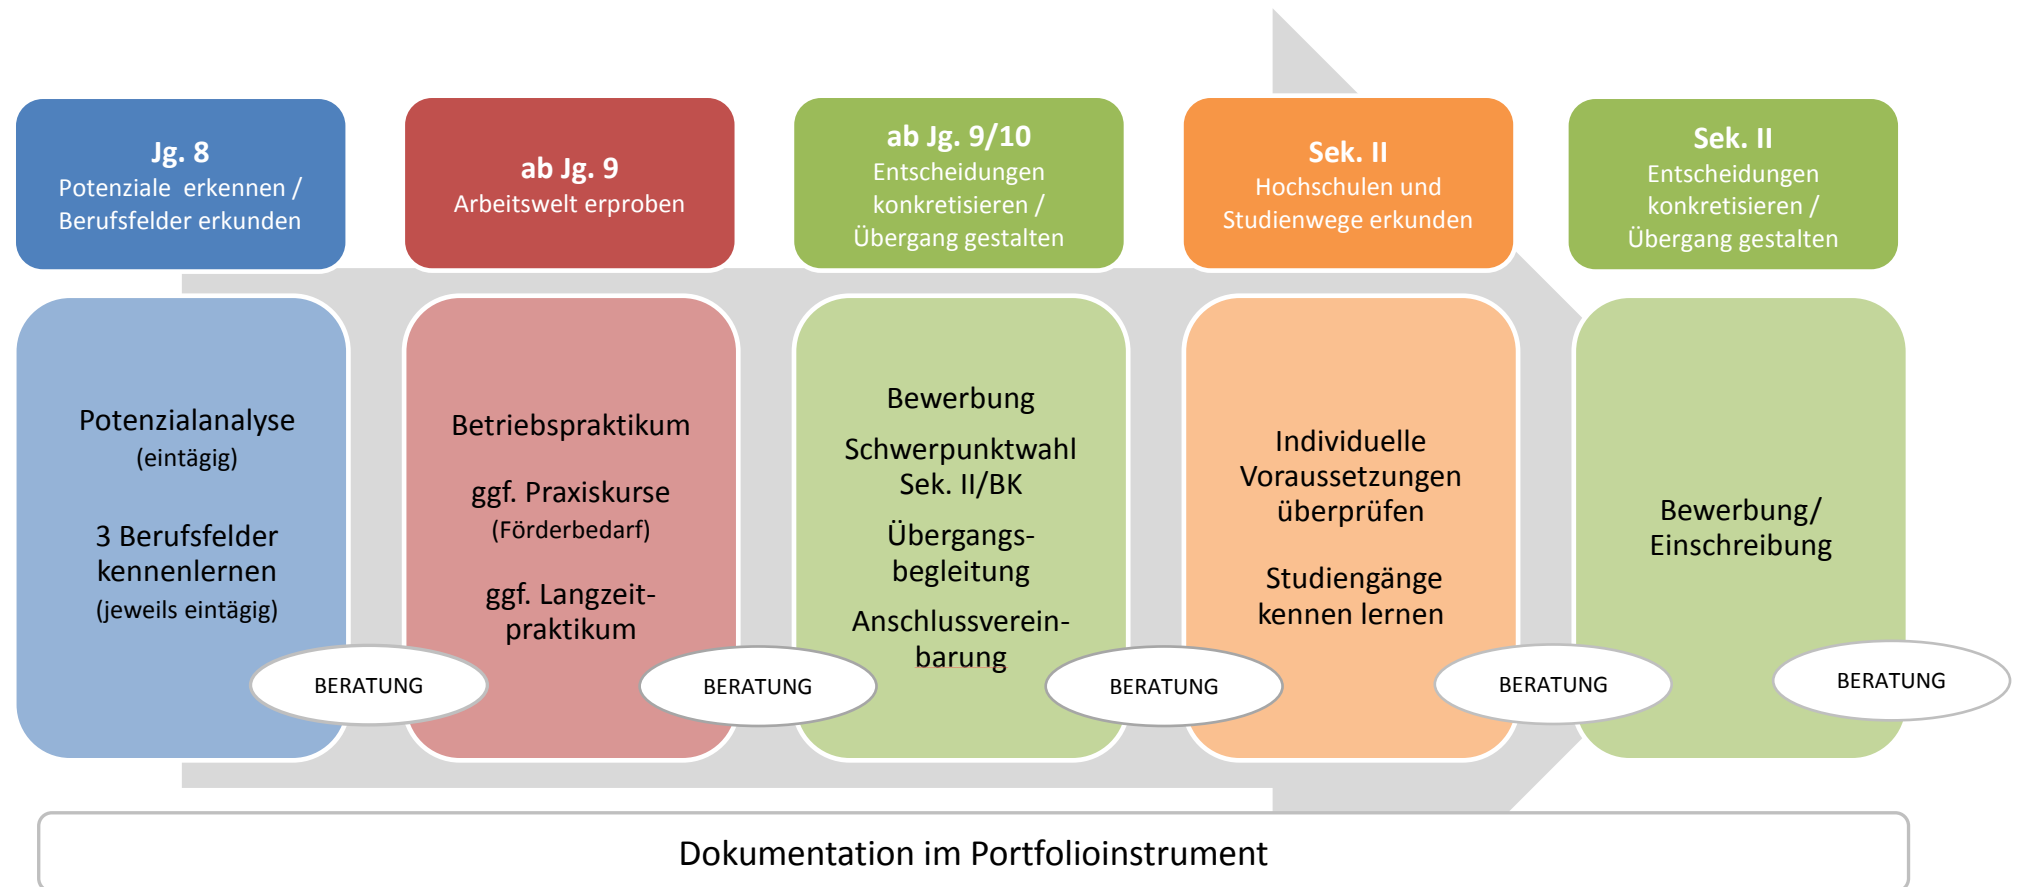 Jg. 8
Potenziale erkennen /
Berufsfelder erkunden
ab Jg. 9
Arbeitswelt erproben
ab Jg. 9/10
Entscheidungen
konkretisieren /
Übergang gestalten
Sek. II
Hochschulen und
Studienwege erkunden
Sek. II
Entscheidungen
konkretisieren /
Übergang gestalten
Potenzialanalyse
(eintägig)
3 Berufsfelder
kennenlernen
(jeweils eintägig)
Betriebspraktikum
ggf. Praxiskurse
(Förderbedarf)
ggf. Langzeit-
praktikum
Bewerbung
Schwerpunktwahl
Sek. II/BK
Übergangs-
begleitung
Anschlussverein-
barung
Individuelle
Voraussetzungen
überprüfen
Studiengänge
kennen lernen
Bewerbung/
Einschreibung
BERATUNG
BERATUNG
BERATUNG
BERATUNG
BERATUNG
Dokumentation im Portfolioinstrument